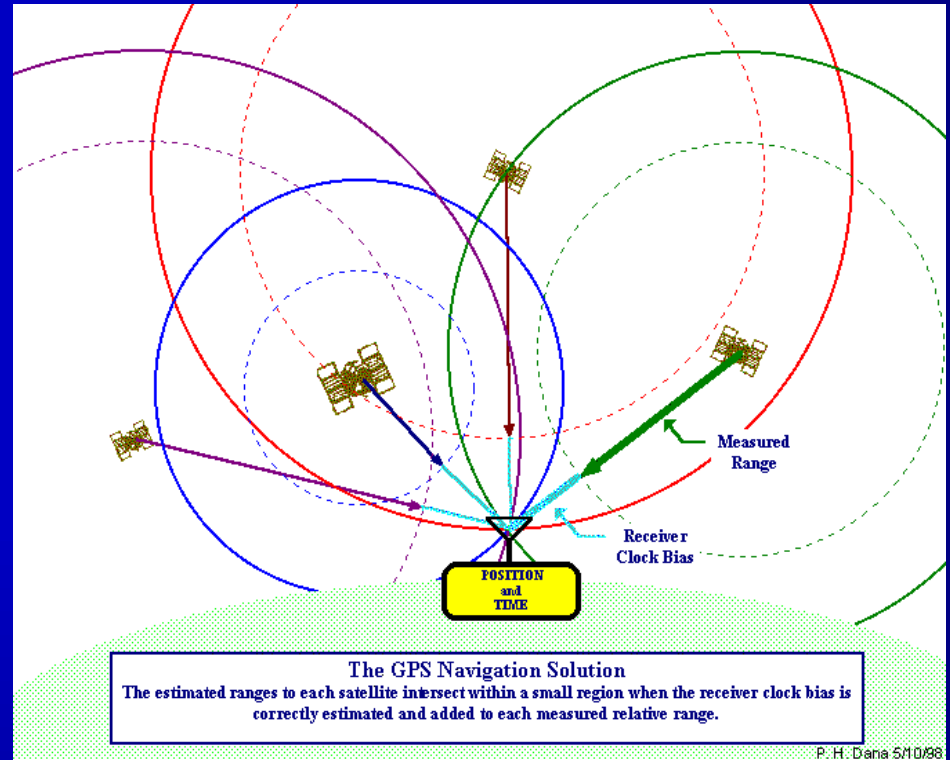 Measured
Range
Receiver
Clock Bias
POSITION
and
TIME
The GPS Navigation Solution
The estimated ranges to each satellite intersect within a small region when the receiver clock bias is
correctly estimated and added to each measured relative range.
P. H. Dana 5/10/98